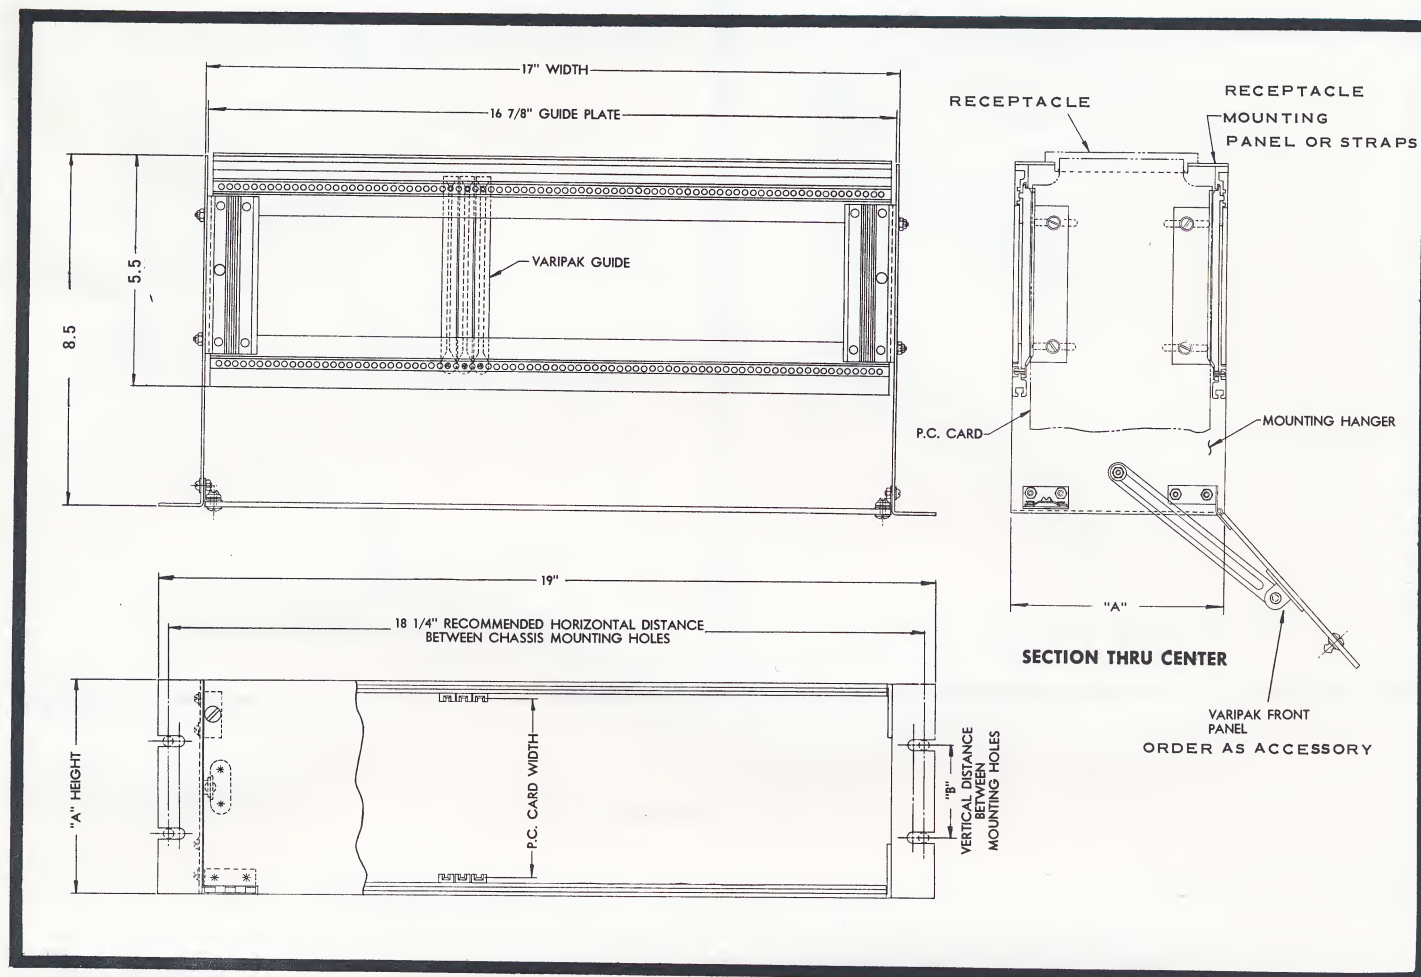 17" WIDTH
16 7/8" GUIDE PLATE
RECEPTACLE
RECEPTACLE
MOUNTING
PANEL OR STRAPS
VARIPAK GUIDE
5.5
8.5
P.C. CARD
MOUNTING HANGER
"A"
SECTION THRU CENTER
VARIPAK FRONT
PANEL
ORDER AS ACCESSORY
19"
18 1/4" RECOMMENDED HORIZONTAL DISTANCE
BETWEEN CHASSIS MOUNTING HOLES
"A" HEIGHT
P.C. CARD WIDTH
"B"
VERTICAL DISTANCE
BETWEEN
MOUNTING HOLES